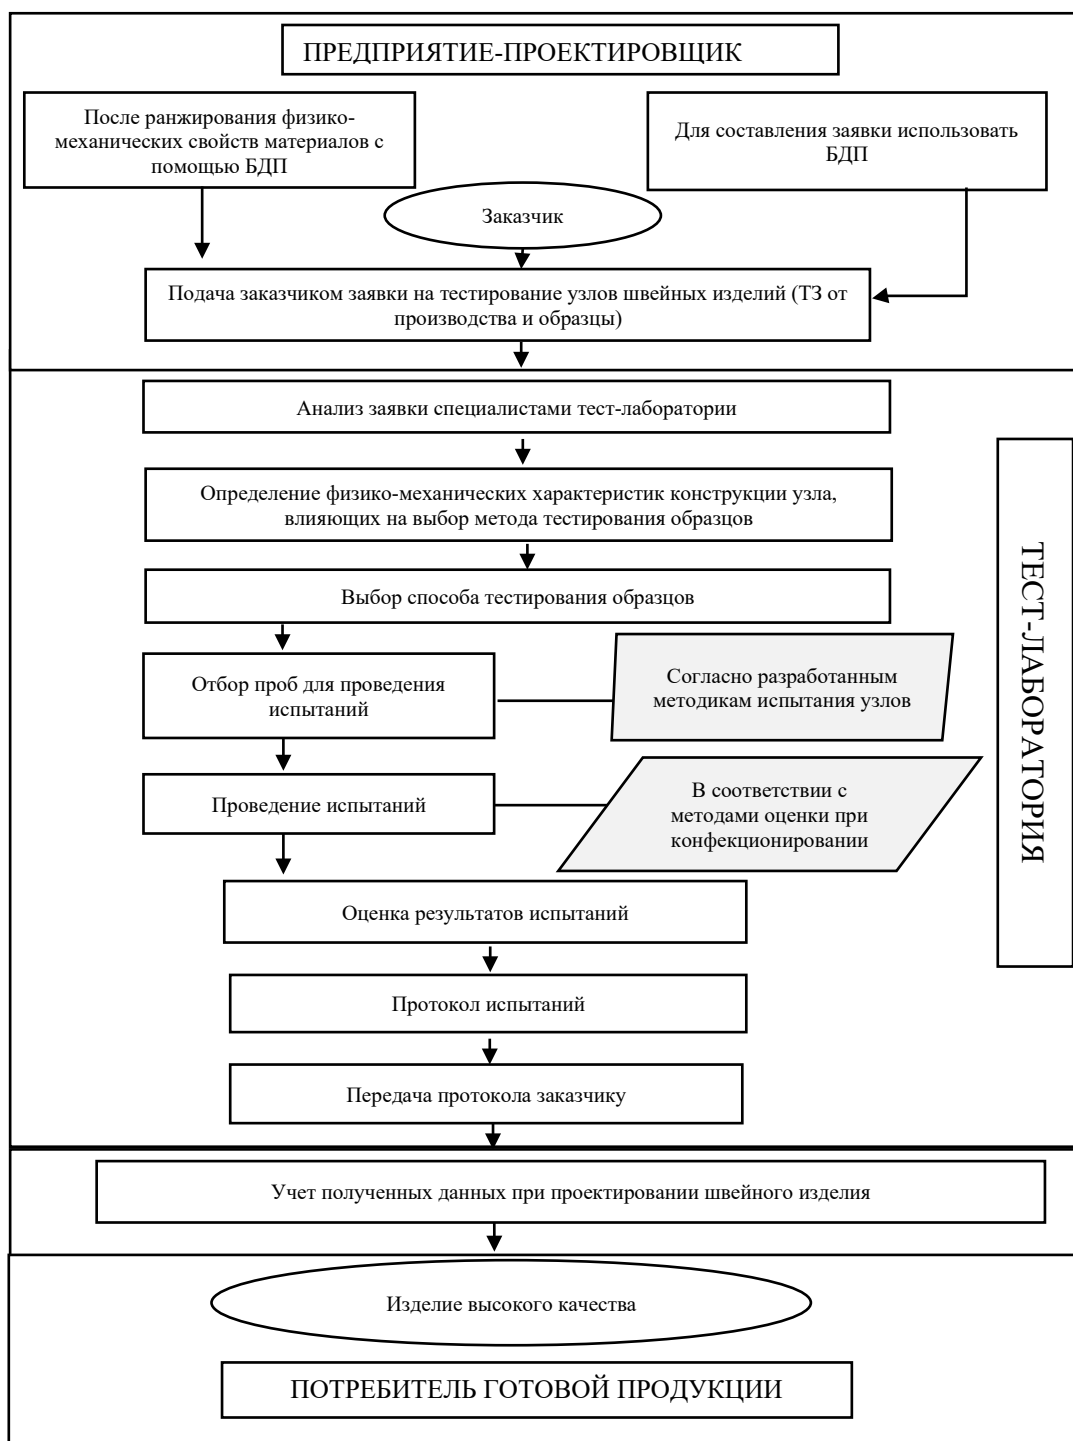 ПРЕДПРИЯТИЕ-ПРОЕКТИРОВЩИК
После ранжирования физико-
механических свойств материалов с
помощью БДП
Для составления заявки использовать
БДП
Заказчик
Подача заказчиком заявки на тестирование узлов швейных изделий (ТЗ от
производства и образцы)
Анализ заявки специалистами тест-лаборатории
Определение физико-механических характеристик конструкции узла,
влияющих на выбор метода тестирования образцов
Выбор способа тестирования образцов
Отбор проб для проведения
испытаний
Согласно разработанным
методикам испытания узлов
Проведение испытаний
В соответствии с
методами оценки при
конфекционировании
ТЕСТ-ЛАБОРАТОРИЯ
Оценка результатов испытаний
Протокол испытаний
Передача протокола заказчику
Учет полученных данных при проектировании швейного изделия
Изделие высокого качества
ПОТРЕБИТЕЛЬ ГОТОВОЙ ПРОДУКЦИИ